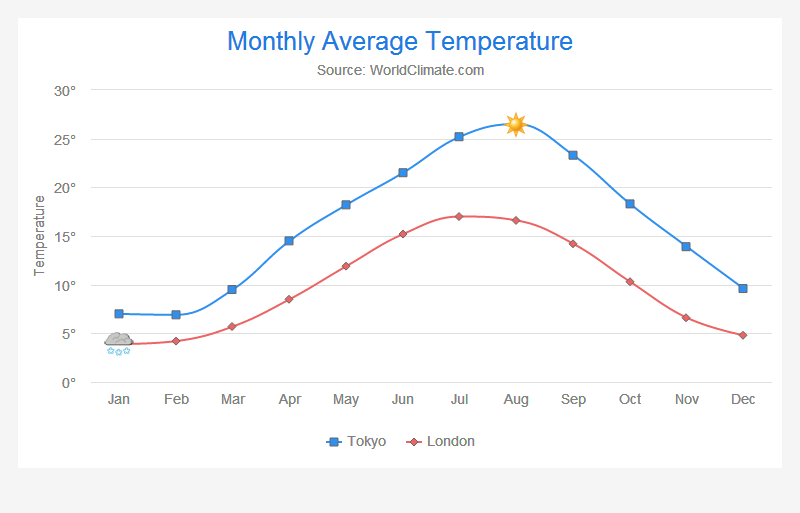 Monthly Average Temperature
Source: WorldClimate.com
Temperature
30°
25°
20°
15°
10°
5°
0°
Jan Feb Mar Apr May Jun Jul Aug Sep Oct Nov Dec
Tokyo London